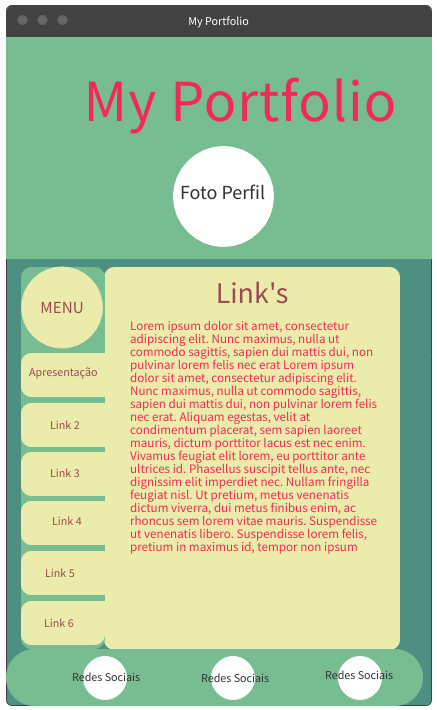 My Portfolio
My Portfolio
Foto Perfil
MENU
Apresentação
Link 2
Link 3
Link 4
Link 5
Link 6
Link's
Lorem ipsum dolor sit amet, consectetur
adipiscing elit. Nunc maximus, nulla ut
commodo sagittis, sapien dui mattis dui, non
pulvinar lorem felis nec erat Lorem ipsum
dolor sit amet, consectetur adipiscing elit.
Nunc maximus, nulla ut commodo sagittis,
sapien dui mattis dui, non pulvinar lorem felis
nec erat. Aliquam egestas, velit at
condimentum placerat, sem sapien laoreet
mauris, dictum porttitor lacus est nec enim.
Vivamus feugiat elit lorem, eu porttitor ante
ultrices id. Phasellus suscipit tellus ante, nec
dignissim elit imperdiet nec. Nullam fringilla
feugiat nisl. Ut pretium, metus venenatis
dictum viverra, dui metus finibus enim, ac
rhoncus sem lorem vitae mauris. Suspendisse
ut venenatis libero. Suspendisse lorem felis,
pretium in maximus id, tempor non ipsum
Redes Sociais
Redes Sociais
Redes Sociais